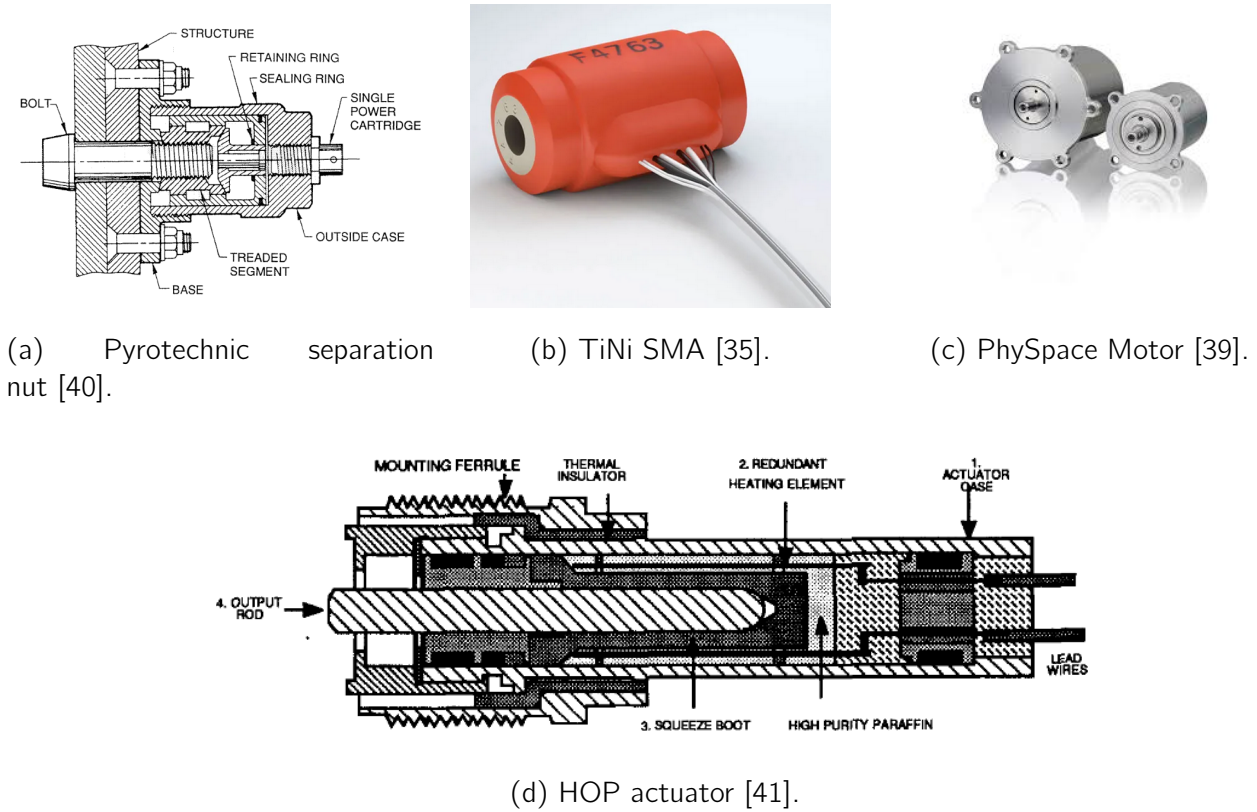 STRUCTURE
RETAINING RING
SEALING RING
SINGLE
POWER
CARTRIDGE
BOLT
OUTSIDE CASE
TREADED
SEGMENT
BASE
F4763
(a) Pyrotechnic separation
nut [40].
(b) TiNi SMA [35].
(c) PhySpace Motor [39].
MOUNTING FERRULE
THERMAL
INSULATOR
2. REDUNDANT
HEATING ELEMENT
1.
ACTUATOR
CASE
4. OUTPUT
ROD
LEAD
WIRES
3. SQUEEZE BOOT
HIGH PURITY PARAFFIN
(d) HOP actuator [41].